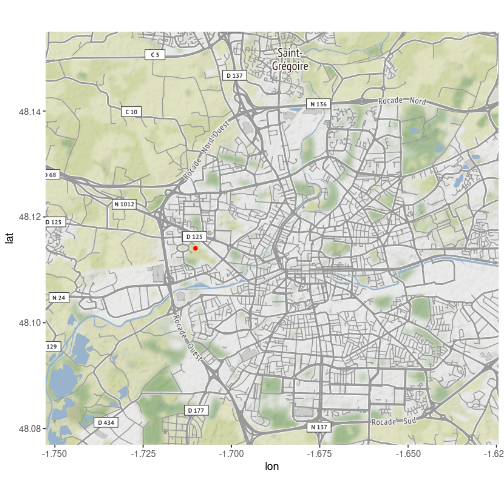 Saint-
Grégoire
C 5
D 137
N 136
Rocade Nord
48.14
C 10
Rocade Nord-Ouest
D 125
N 1012
48.12
D 125
lat
N 24
48.10
129
Rocade Ouest
D 177
D 434
N 137
Rocade Sud
48.08
-1.750
-1.725
-1.700
-1.675
-1.650
-1.62
lon